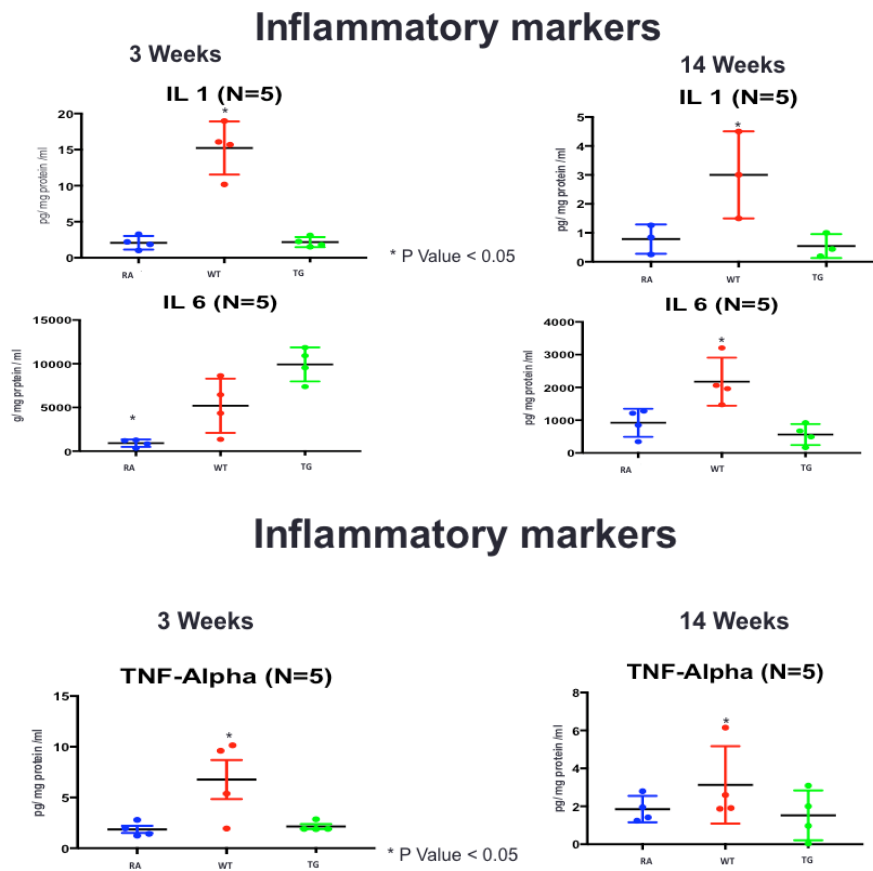 Inflammatory markers
3 Weeks
14 Weeks
IL 1 (N=5)
*
20
15
10
5
0
pg/ mg protein /ml
RA
WT
TG
* P Value < 0.05
IL 1 (N=5)
*
5
4
3
2
1
0
pg/ mg protein /ml
RA
WT
TG
IL 6 (N=5)
15000
10000
5000
0
g/ mg prptein / ml
*
RA
WT
TG
IL 6 (N=5)
*
4000
3000
2000
1000
0
pg/ mg protein /ml
RA
WT
TG
Inflammatory markers
3 Weeks
14 Weeks
TNF-Alpha (N=5)
*
15
10
5
0
pg/ mg protein /ml
RA
WT
TG
* P Value < 0.05
TNF-Alpha (N=5)
*
8
6
4
2
0
pg/ mg protein /ml
RA
WT
TG